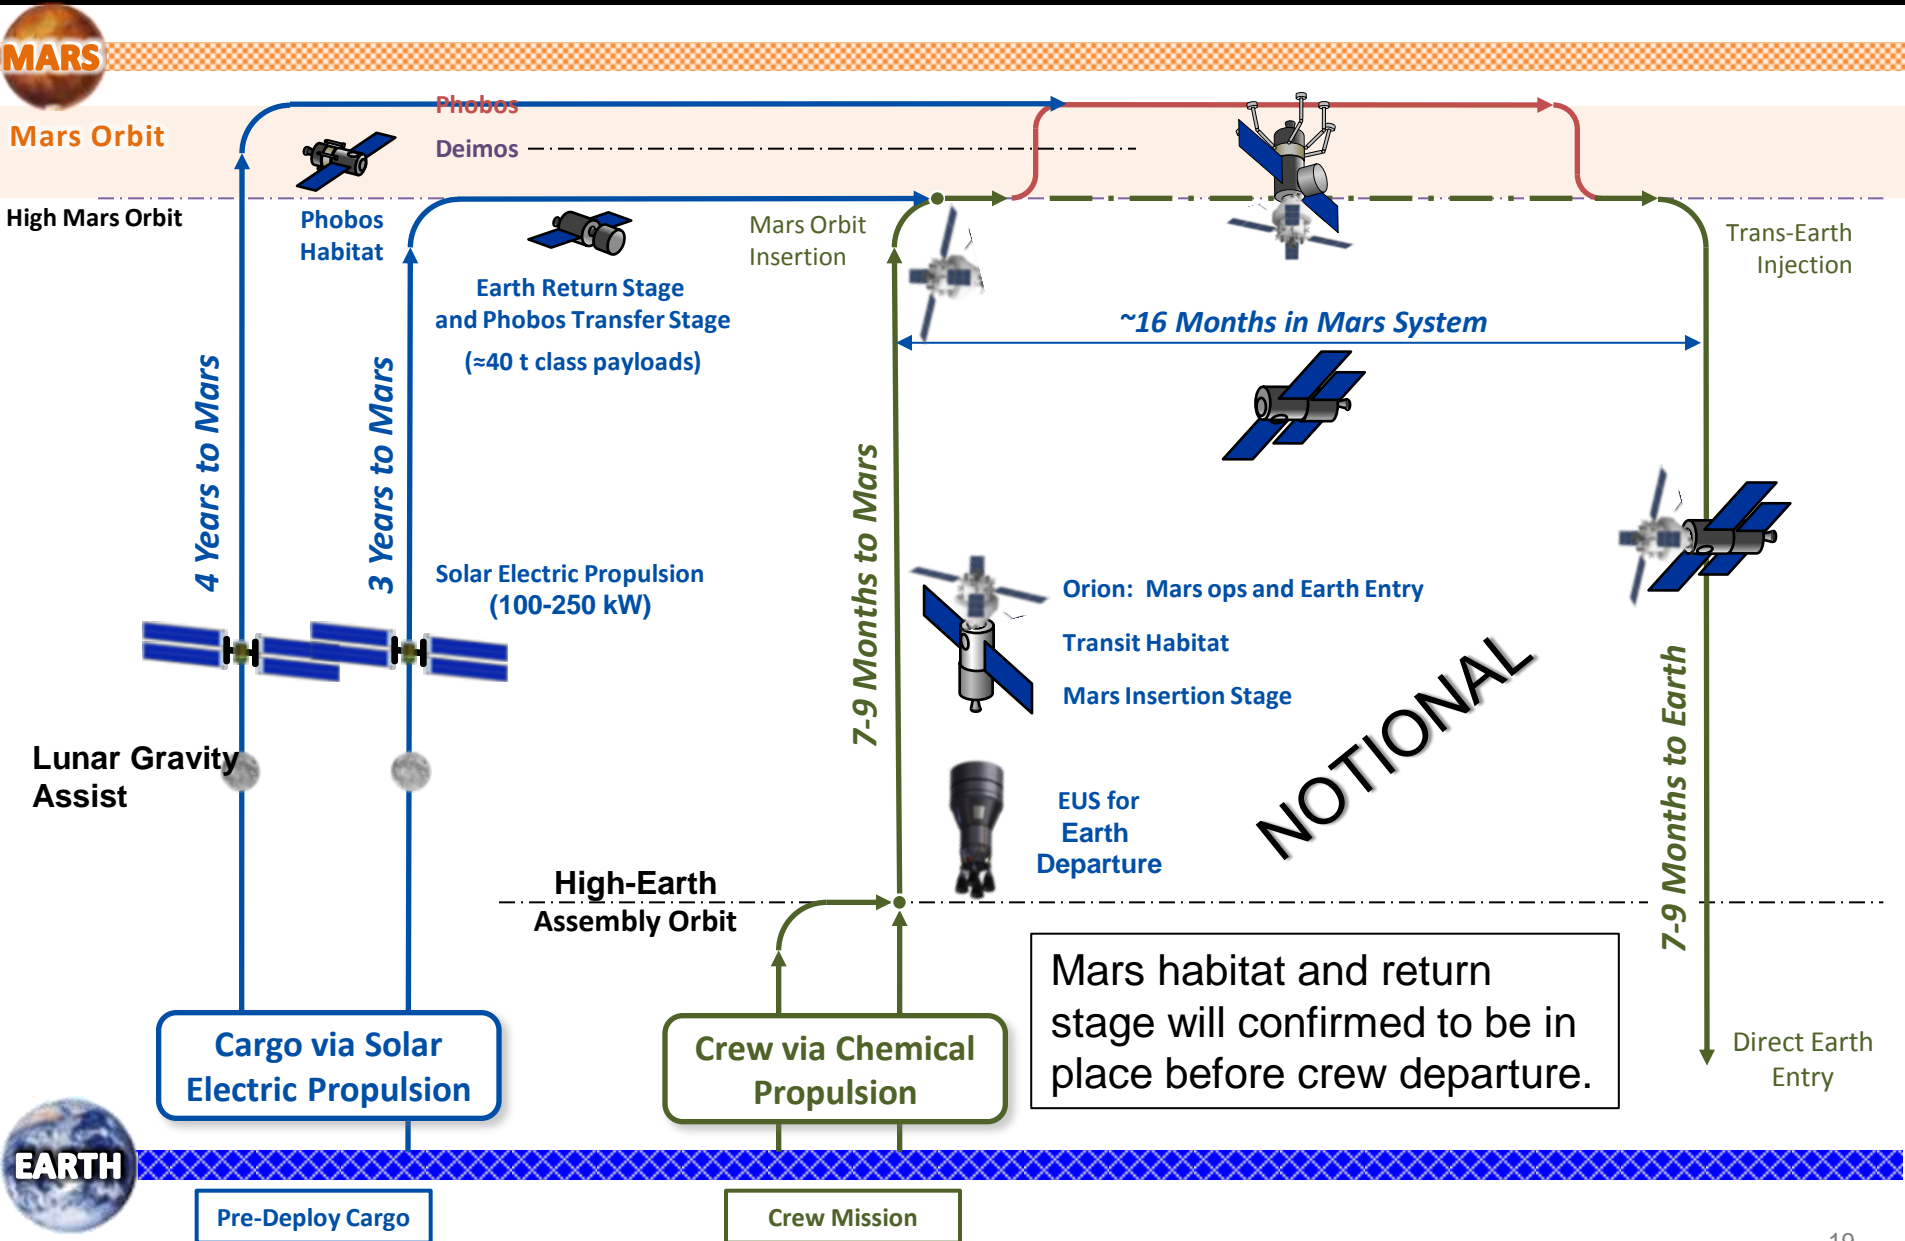 MARS
Phobos
Mars Orbit
Deimos
High Mars Orbit
Phobos
Habitat
Mars Orbit
Insertion
Trans-Earth
Injection
Earth Return Stage
and Phobos Transfer Stage
(≈40 t class payloads)
~16 Months in Mars System
4 Years to Mars
3 Years to Mars
7-9 Months to Mars
Solar Electric Propulsion
(100-250 kW)
Orion:  Mars ops and Earth Entry
Transit Habitat
Mars Insertion Stage
NOTIONAL
7-9 Months to Earth
Lunar Gravity
Assist
EUS for
Earth
Departure
High-Earth
Assembly Orbit
Mars habitat and return
stage will confirmed to be in
place before crew departure.
Cargo via Solar
Electric Propulsion
Crew via Chemical
Propulsion
Direct Earth
Entry
EARTH
Pre-Deploy Cargo
Crew Mission
19